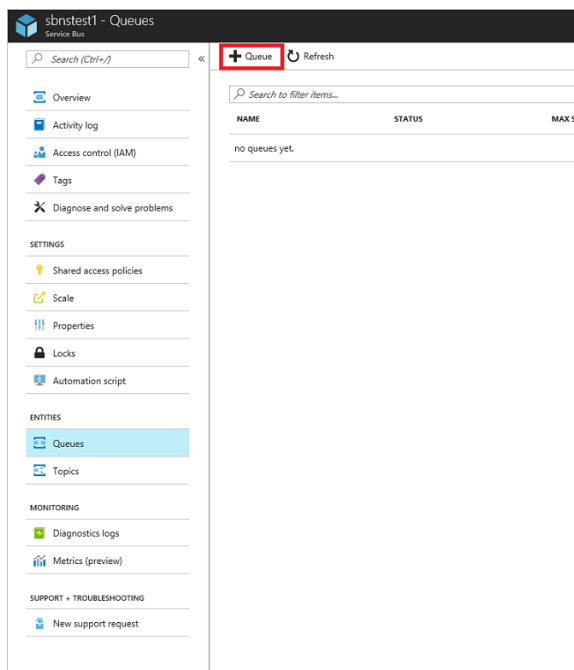 sbnstest1 - Queues
Service Bus
Search (Ctrl+/)
«
Overview
Activity log
Access control (IAM)
Tags
Diagnose and solve problems
SETTINGS
Shared access policies
Scale
Properties
Locks
Automation script
ENTITIES
Queues
Topics
MONITORING
Diagnostics logs
Metrics (preview)
SUPPORT + TROUBLESHOOTING
New support request
Queue Refresh
Search to filter items...
NAME STATUS MAX S
no queues yet.